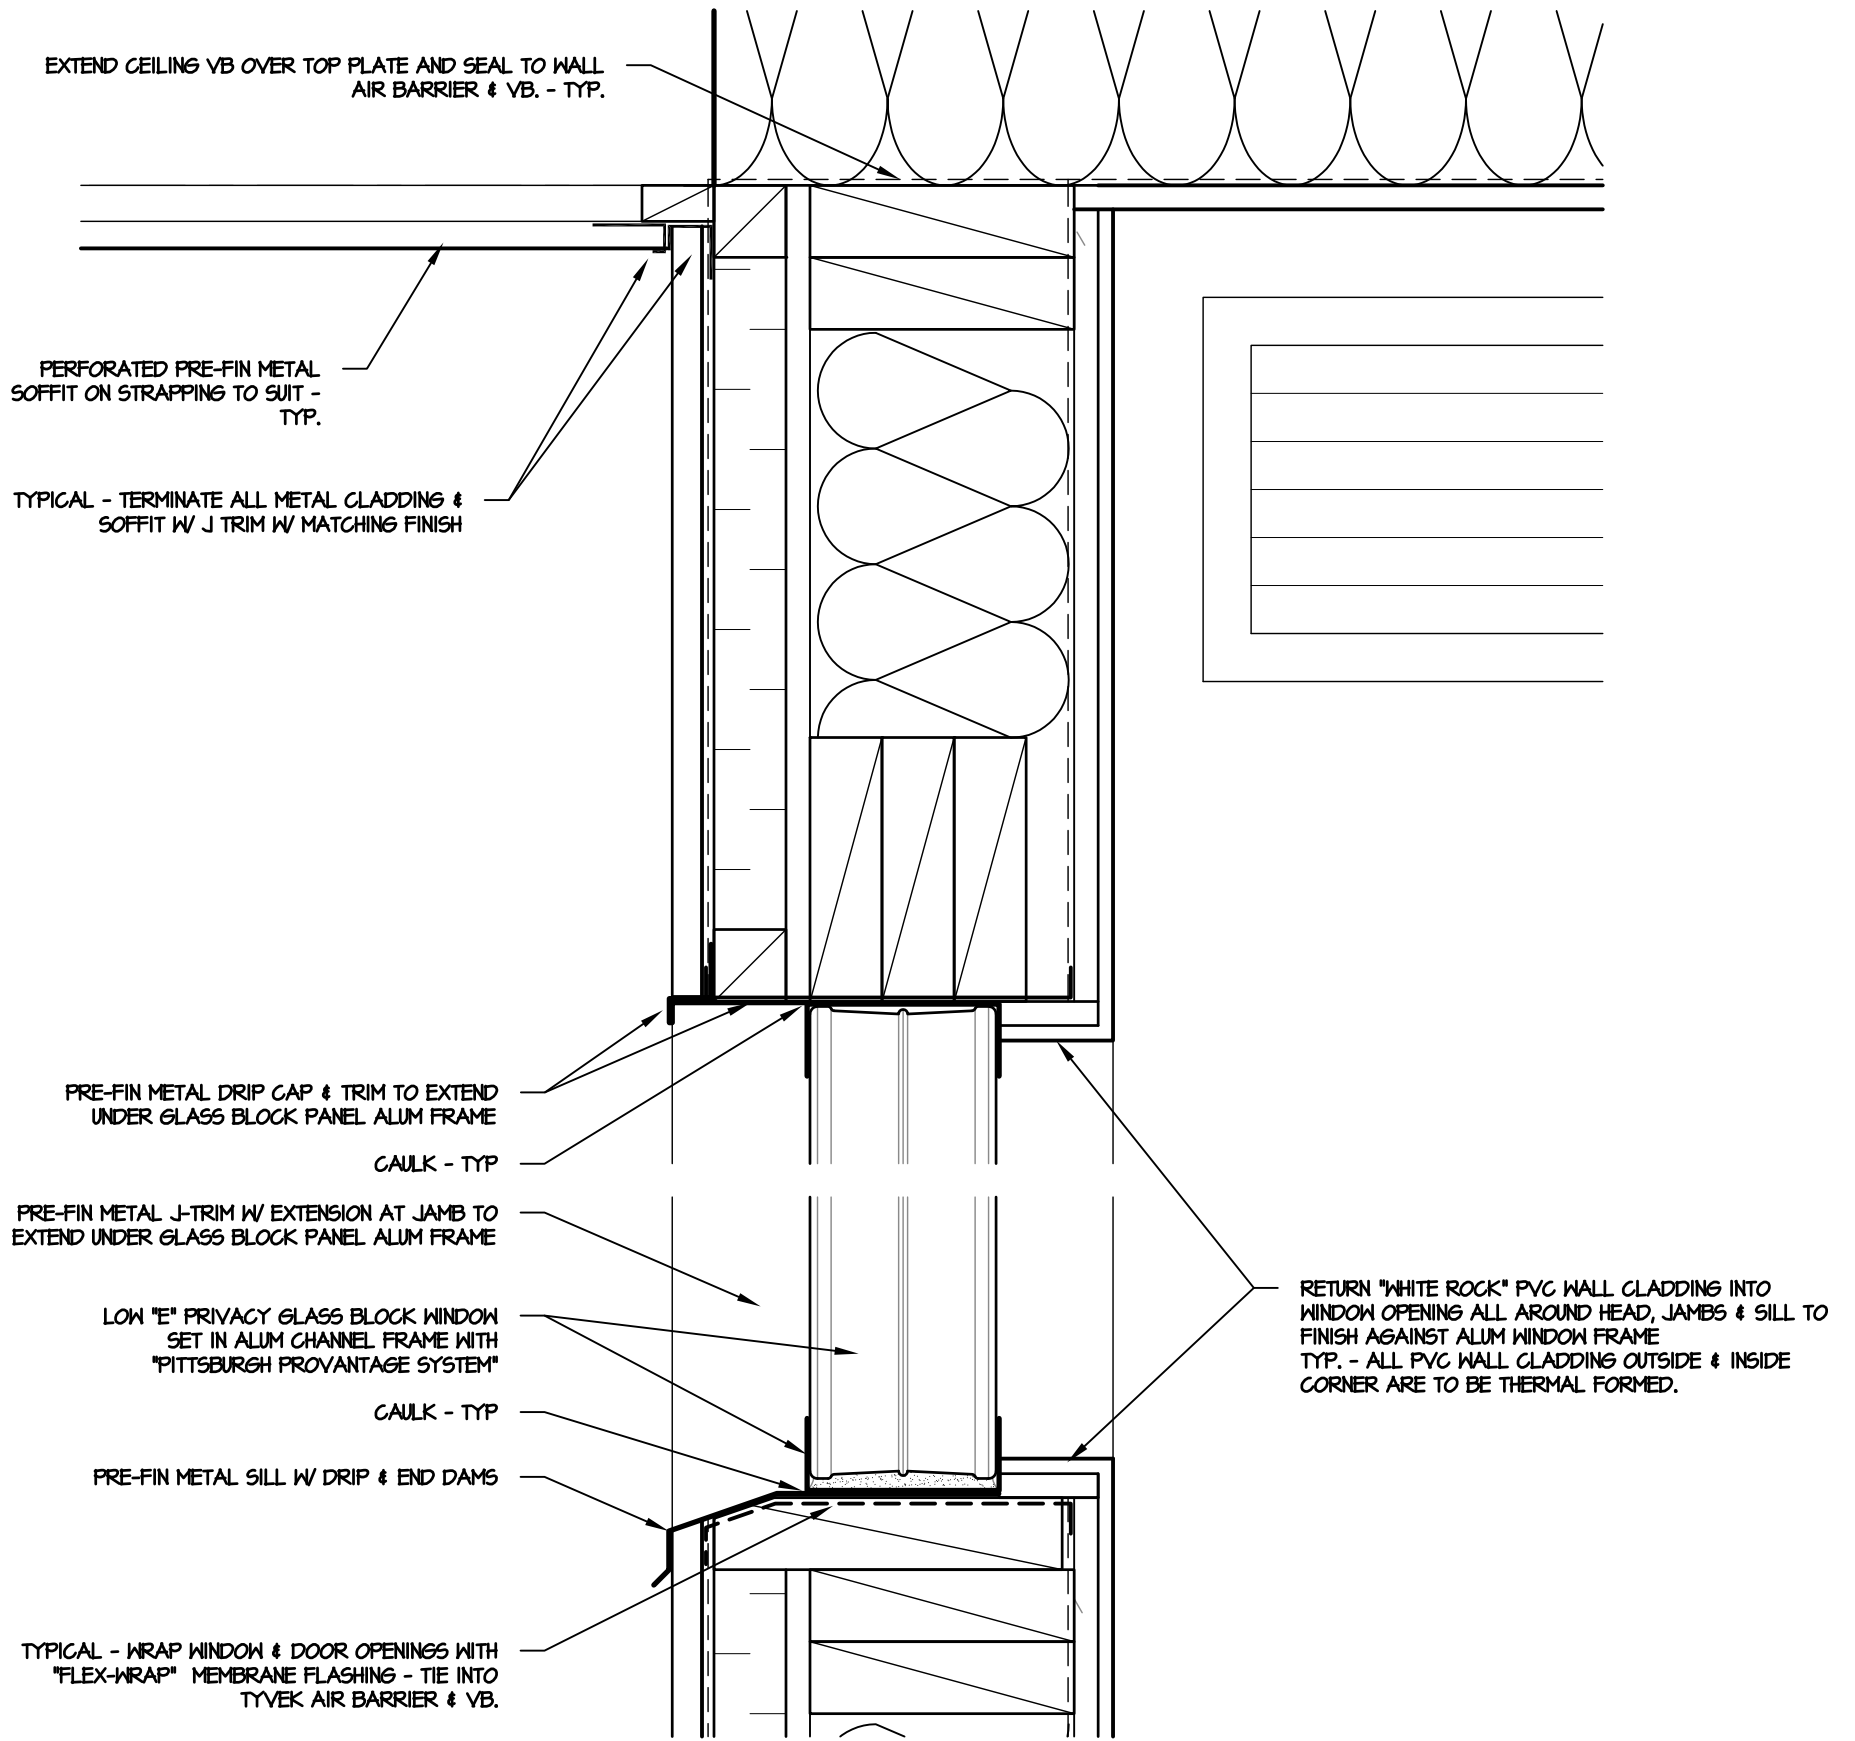 EXTEND CEILING VB OVER TOP PLATE AND SEAL TO WALL
AIR BARRIER & VB. - TYP.
PERFORATED PRE-FIN METAL
SOFFIT ON STRAPPING TO SUIT -
TYP.
TYPICAL - TERMINATE ALL METAL CLADDING &
SOFFIT W/ J TRIM W/ MATCHING FINISH
PRE-FIN METAL DRIP CAP & TRIM TO EXTEND
UNDER GLASS BLOCK PANEL ALUM FRAME
CAULK - TYP
PRE-FIN METAL J-TRIM W/ EXTENSION AT JAMB TO
EXTEND UNDER GLASS BLOCK PANEL ALUM FRAME
LOW "E" PRIVACY GLASS BLOCK WINDOW
SET IN ALUM CHANNEL FRAME WITH
"PITTSBURGH PROVANTAGE SYSTEM"
CAULK - TYP
PRE-FIN METAL SILL W/ DRIP & END DAMS
TYPICAL - WRAP WINDOW & DOOR OPENINGS WITH
"FLEX-WRAP" MEMBRANE FLASHING - TIE INTO
TYVEK AIR BARRIER & VB.
RETURN "WHITE ROCK" PVC WALL CLADDING INTO
WINDOW OPENING ALL AROUND HEAD, JAMBS & SILL TO
FINISH AGAINST ALUM WINDOW FRAME
TYP. - ALL PVC WALL CLADDING OUTSIDE & INSIDE
CORNER ARE TO BE THERMAL FORMED.